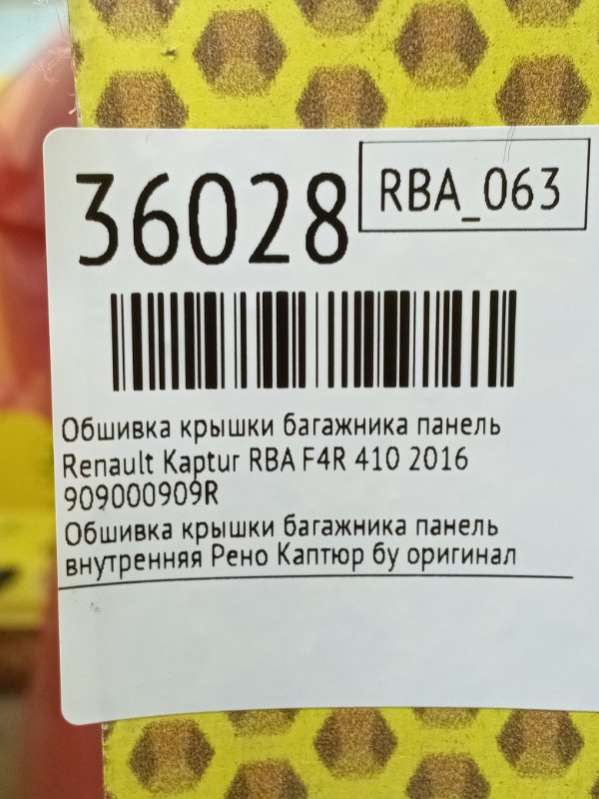 36028
RBA_063
Обшивка крышки багажника панель
Renault Kaptur RBA F4R 410 2016
909000909R
Обшивка крышки багажника панель
внутренняя Рено Каптюр бу оригинал